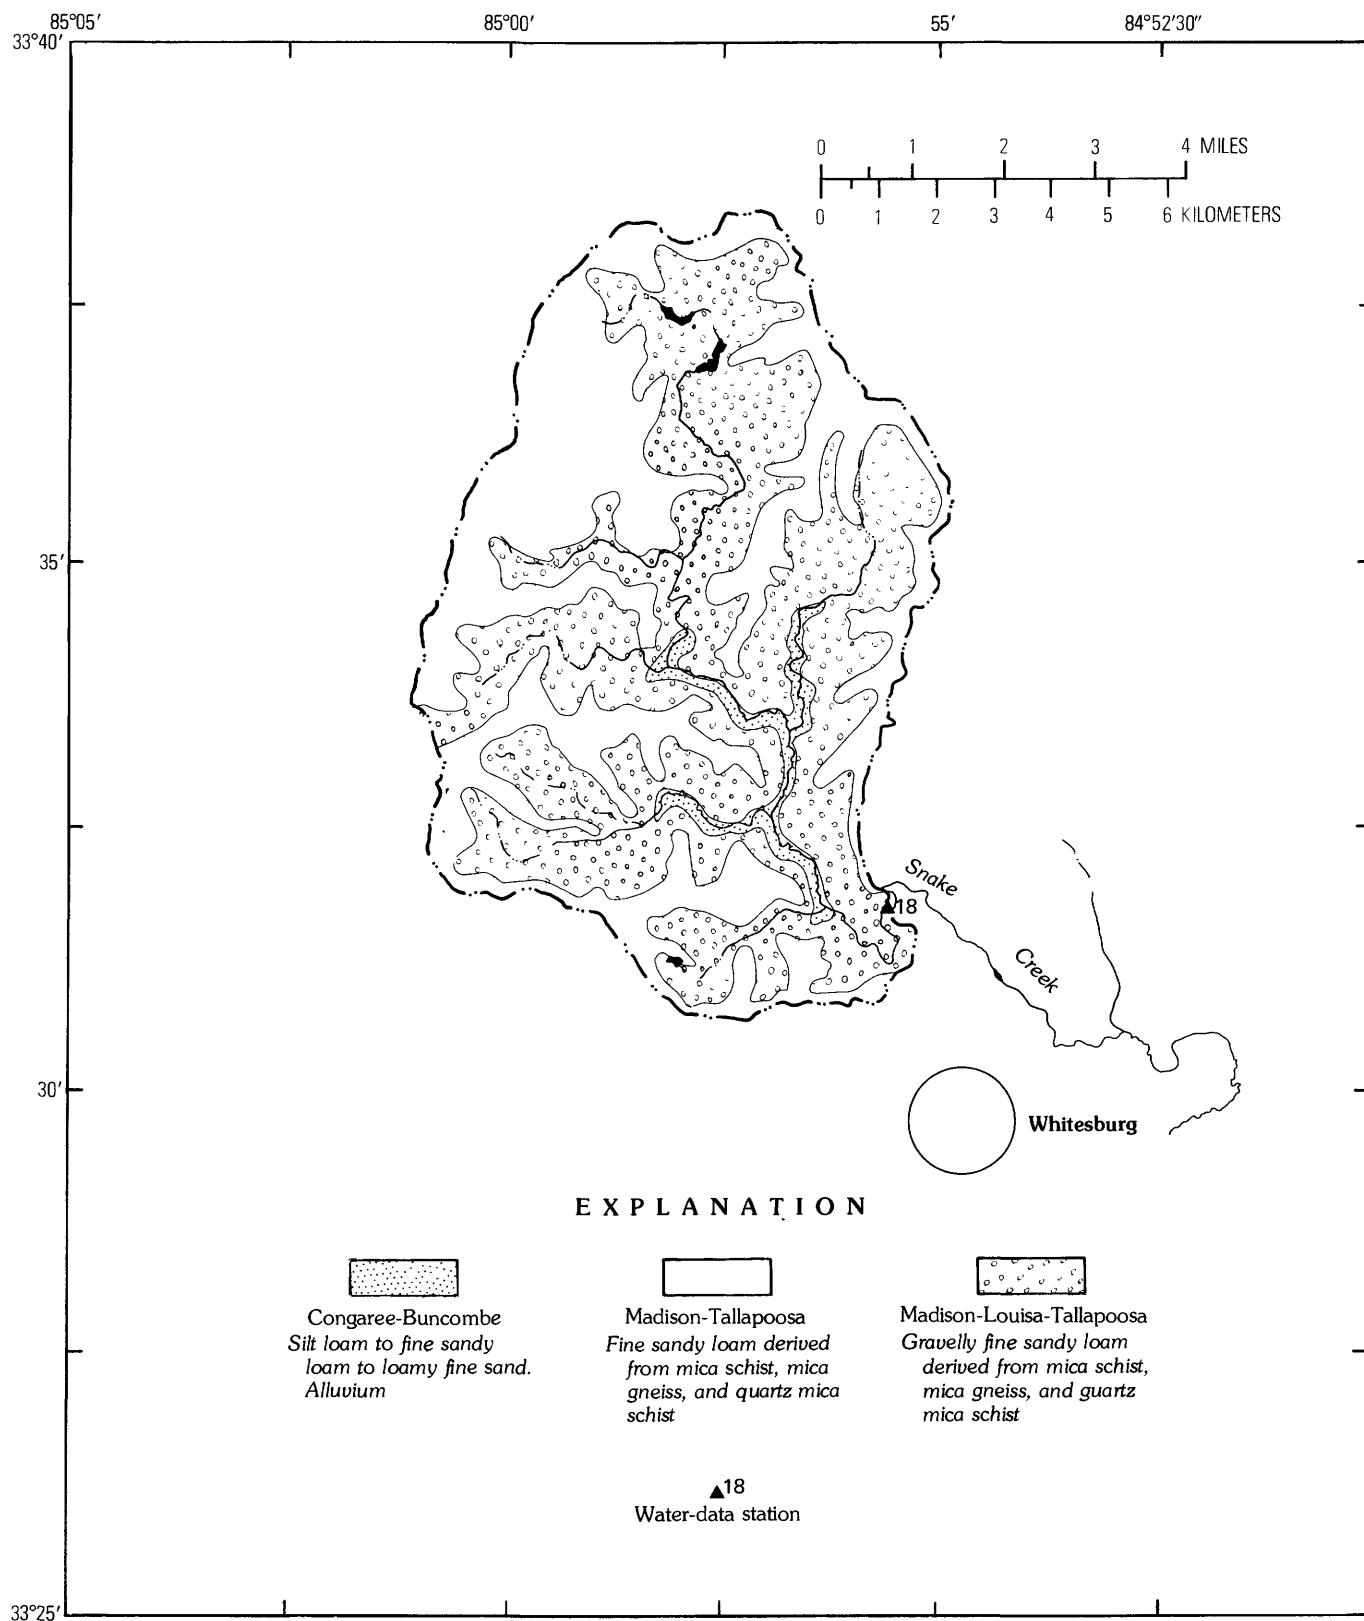 85°05′
85°00′
55′
84°52′30″
33°40′
0 1 2 3 4 MILES
0 1 2 3 4 5 6 KILOMETERS
35′
Snake
18
Creek
30′
Whitesburg
EXPLANATION
Congaree-Buncombe
Silt loam to fine sandy
loam to loamy fine sand.
Alluvium
Madison-Tallapoosa
Fine sandy loam derived
from mica schist, mica
gneiss, and quartz mica
schist
Madison-Louisa-Tallapoosa
Gravelly fine sandy loam
derived from mica schist,
mica gneiss, and guartz
mica schist
18
Water-data station
33°25′